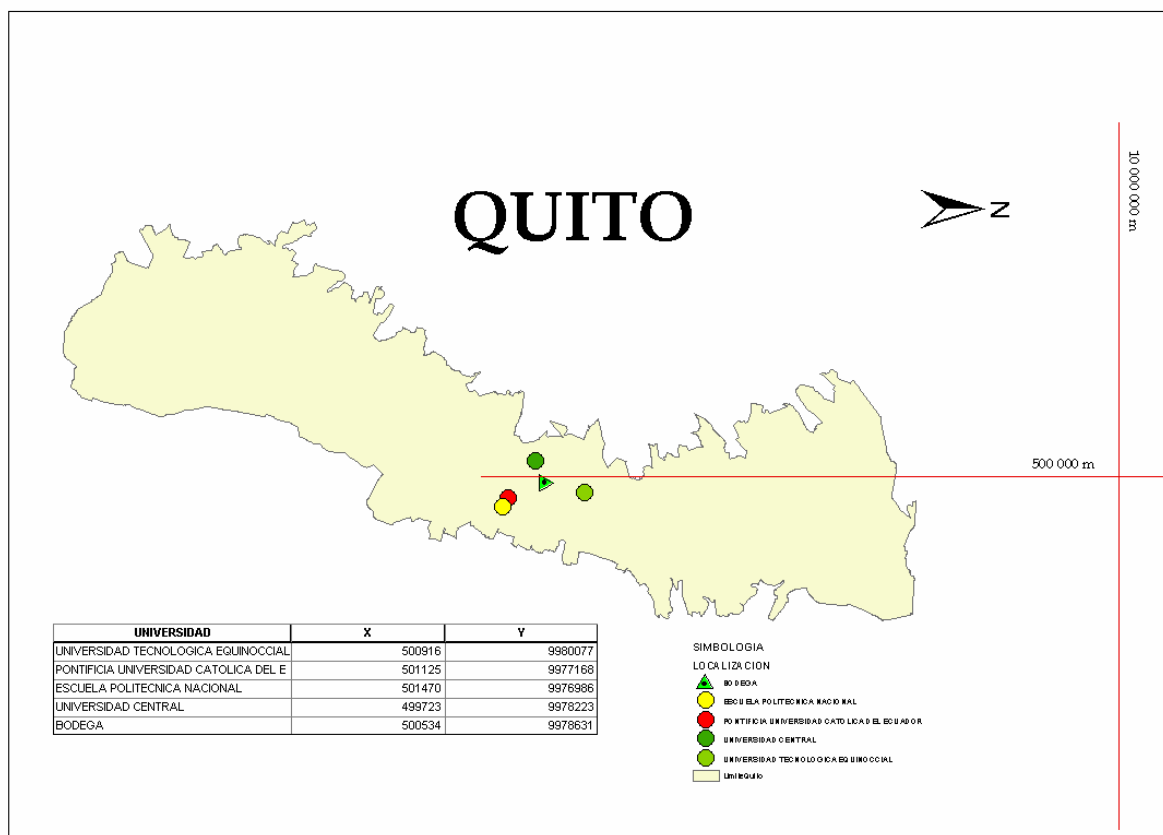 10 000 000 m
QUITO
N
500 000 m
UNIVERSIDAD X Y
UNIVERSIDAD TECNOLOGICA EQUINOCCIAL 500916 9980077
PONTIFICIA UNIVERSIDAD CATOLICA DEL E 501125 9977168
ESCUELA POLITECNICA NACIONAL 501470 9976986
UNIVERSIDAD CENTRAL 499723 9978223
BODEGA 500534 9978631
SIMBOLOGIA
LOCALIZACION
BODEGA
ESCUELA POLITECNICA NACIONAL
PONTIFICIA UNIVERSIDAD CATOLICA DEL ECUADOR
UNIVERSIDAD CENTRAL
UNIVERSIDAD TECNOLOGICA EQUINOCCIAL
LimiteQuito